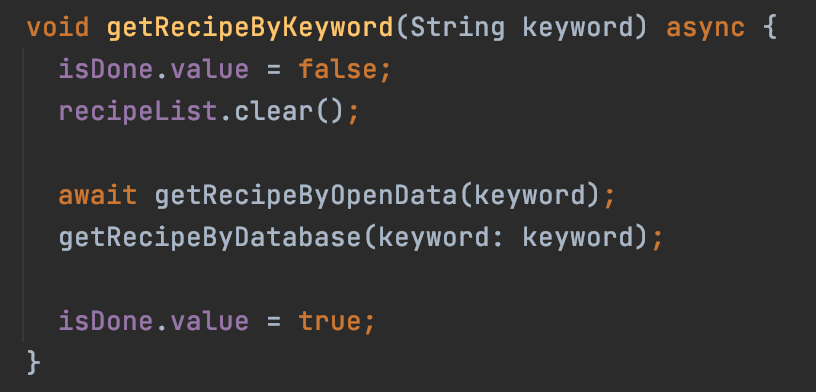 void getRecipeByKeyword(String keyword) async {
isDone.value = false;
recipeList.clear();
await getRecipeByOpenData(keyword);
getRecipeByDatabase(keyword: keyword);
isDone.value = true;
}